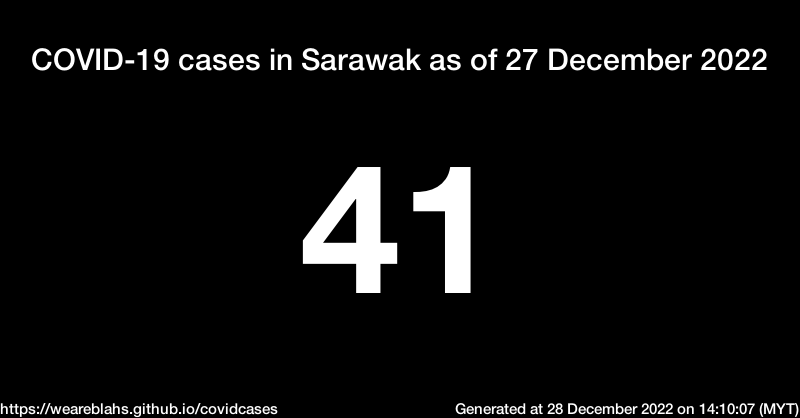 COVID-19 cases in Sarawak as of 27 December 2022
41
https://weareblahs.github.io/covidcases
Generated at 28 December 2022 on 14:10:07 (MYT)